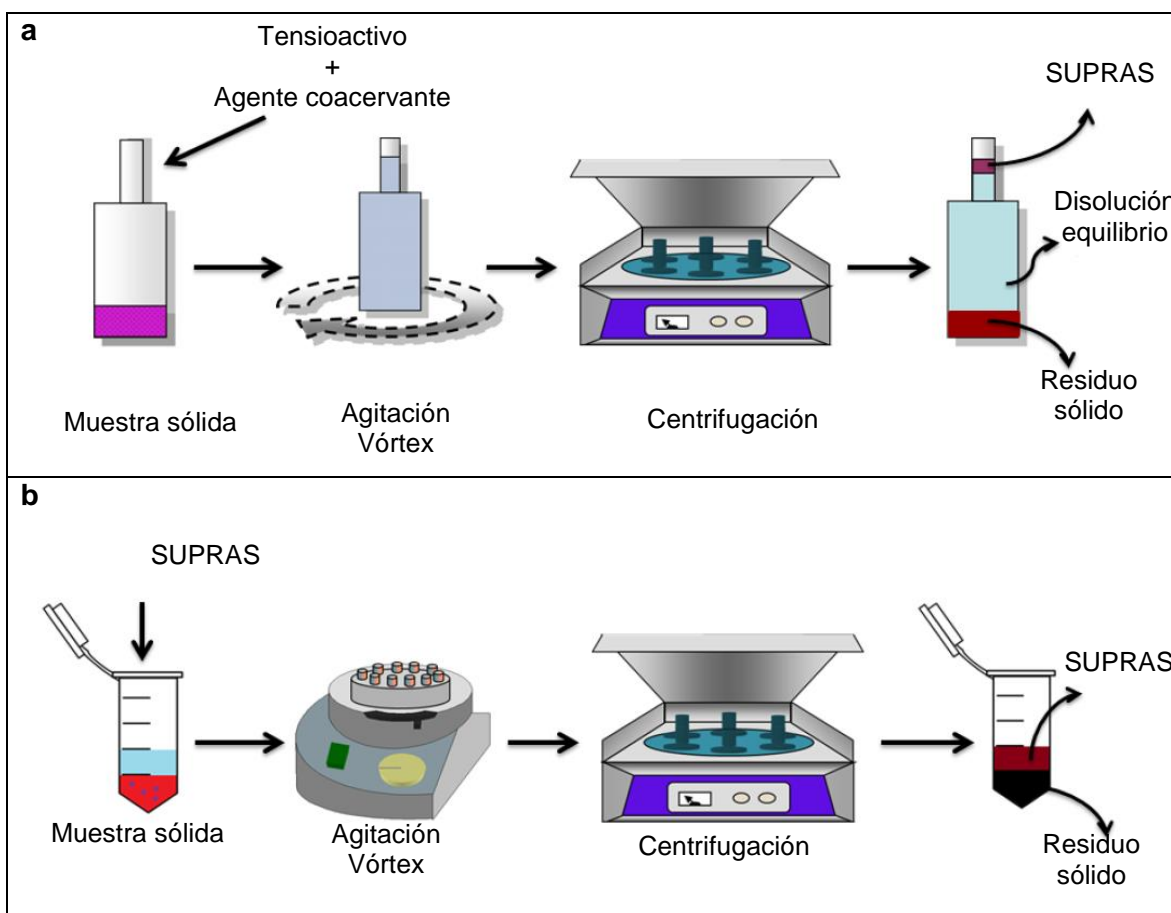 a
Tensioactivo
+
Agente coacervante
SUPRAS
Disolución
equilibrio
Residuo
sólido
Muestra sólida
Agitación
Vórtex
Centrifugación
b
SUPRAS
SUPRAS
Muestra sólida
Agitación
Vórtex
Centrifugación
Residuo
sólido